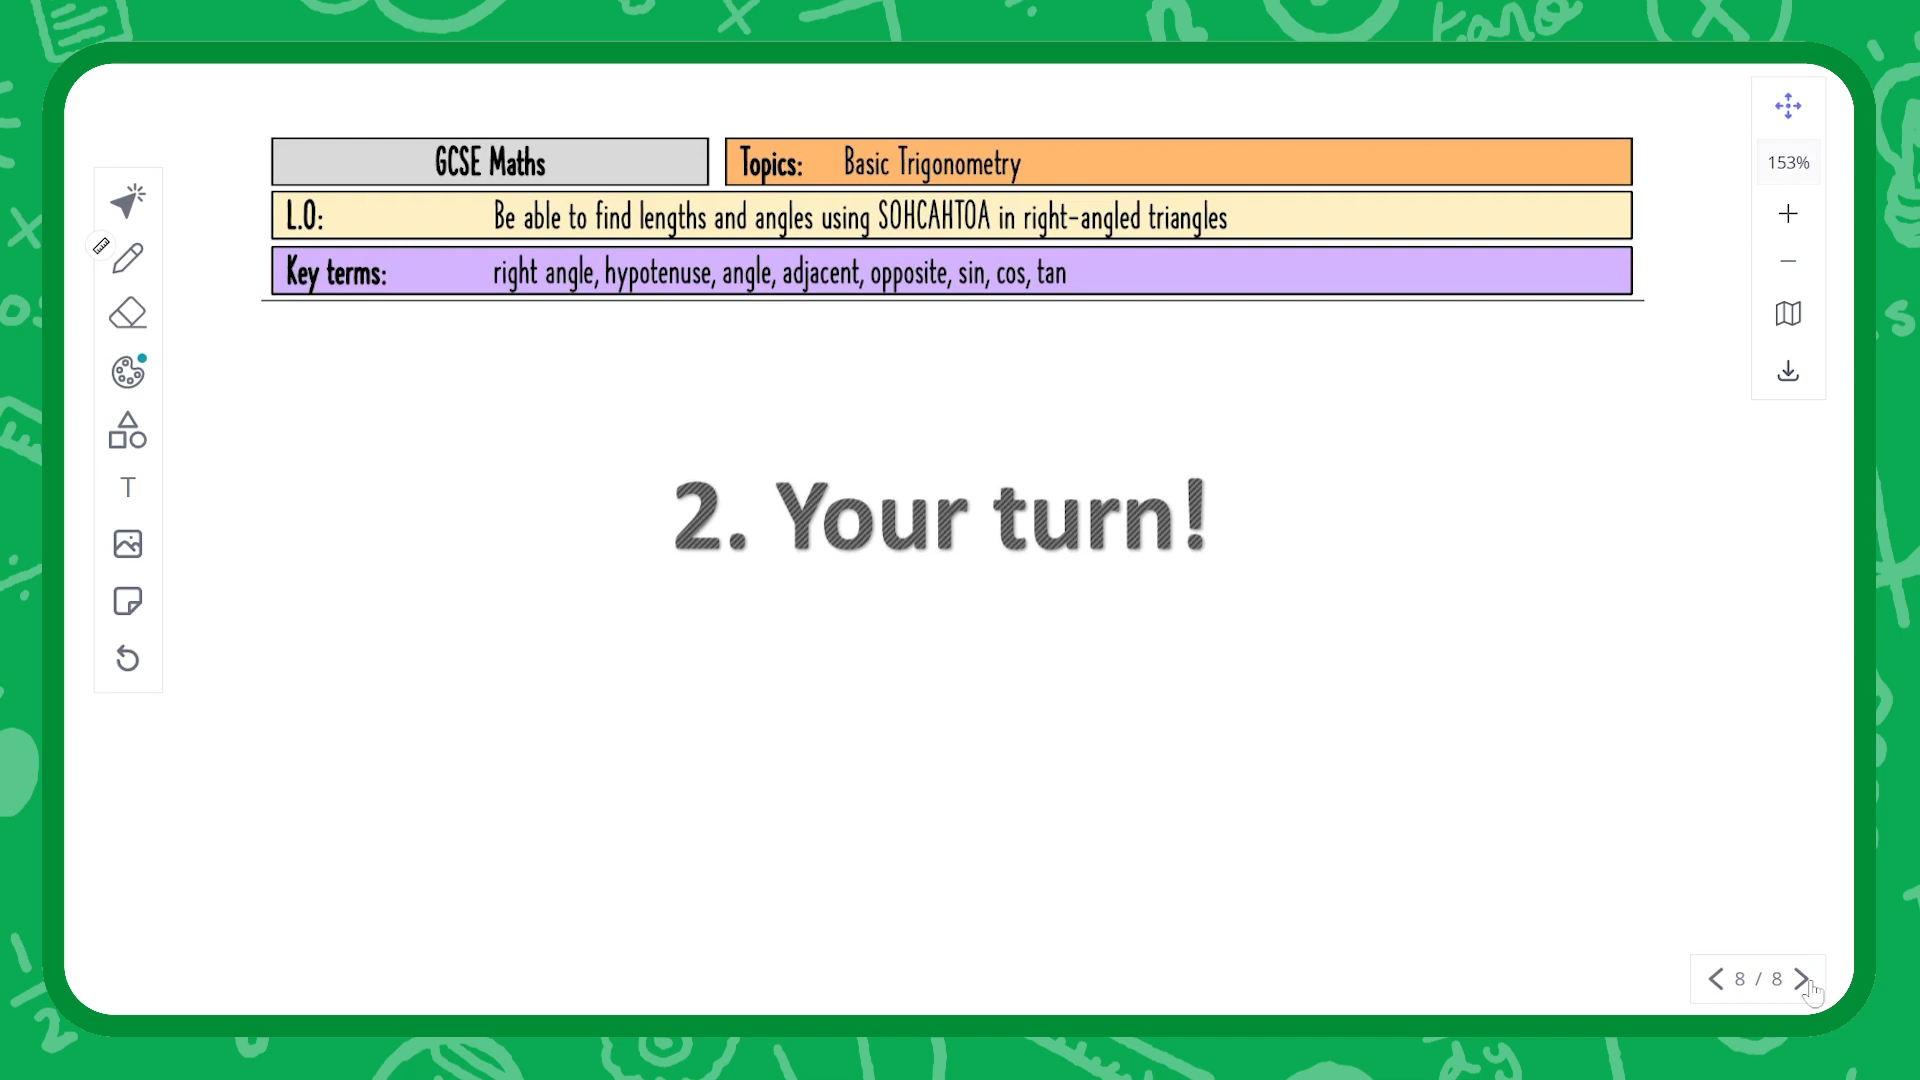 GCSE Maths
Topics: Basic Trigonometry
L.O: Be able to find lengths and angles using SOHCAHTOA in right-angled triangles
Key terms: right angle, hypotenuse, angle, adjacent, opposite, sin, cos, tan
153%
T
2. Your turn!
8 / 8